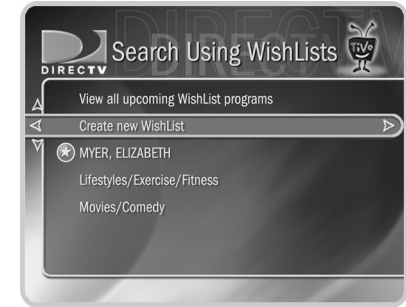 DIRECTV
Search Using WishLists
TiVo
View all upcoming WishList programs
Create new WishList
MYER, ELIZABETH
Lifestyles/Exercise/Fitness
Movies/Comedy